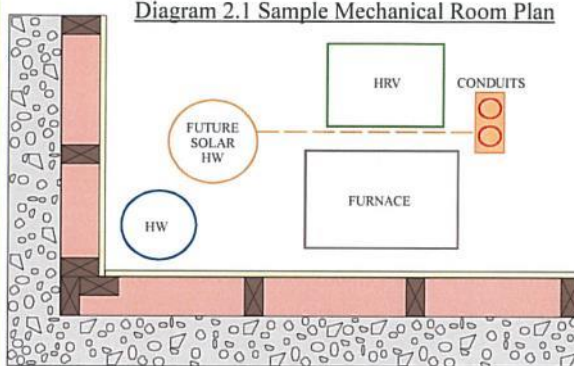 Diagram 2.1 Sample Mechanical Room Plan
HRV
CONDUITS
FUTURE
SOLAR
HW
FURNACE
HW